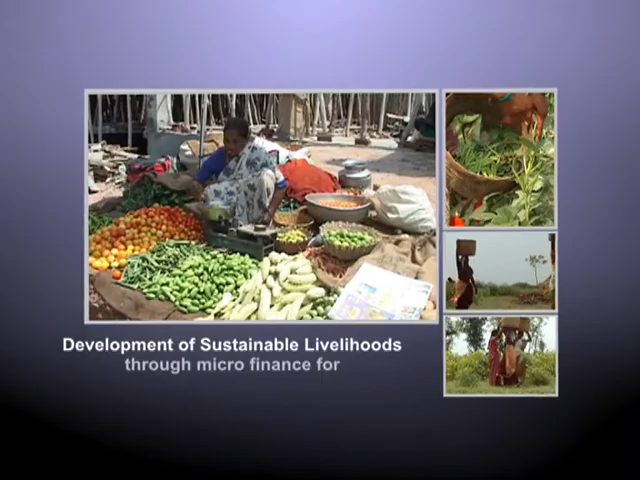 Development of Sustainable Livelihoods
through micro finance for